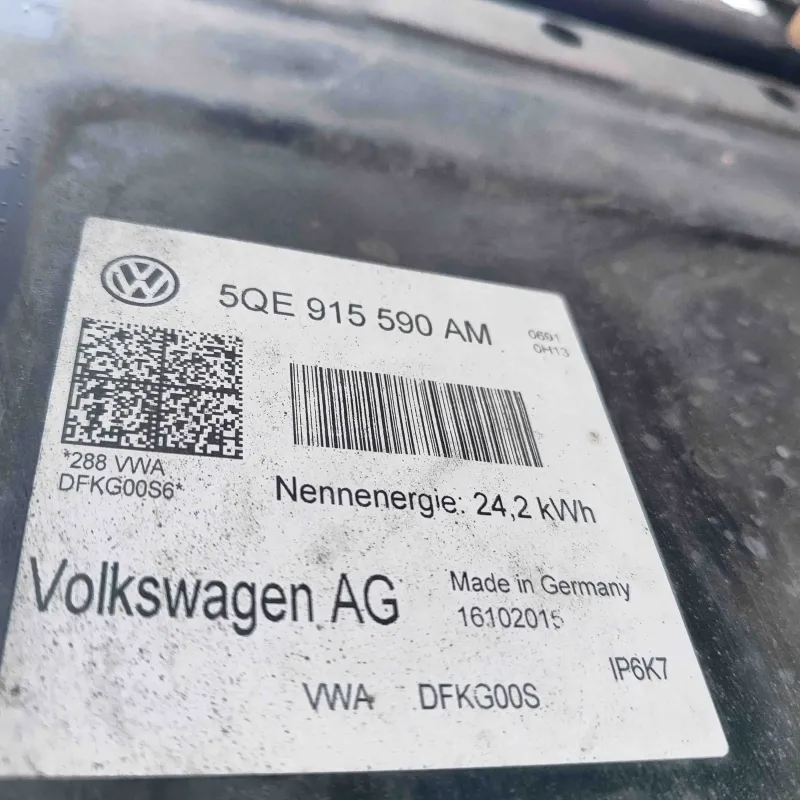 5QE 915 590 AM
0691
0H13
*288 VWA
DFKG00S6*
Nennenergie: 24,2 kWh
Volkswagen AG
Made in Germany
16102015
IP6K7
VWA DFKG00S